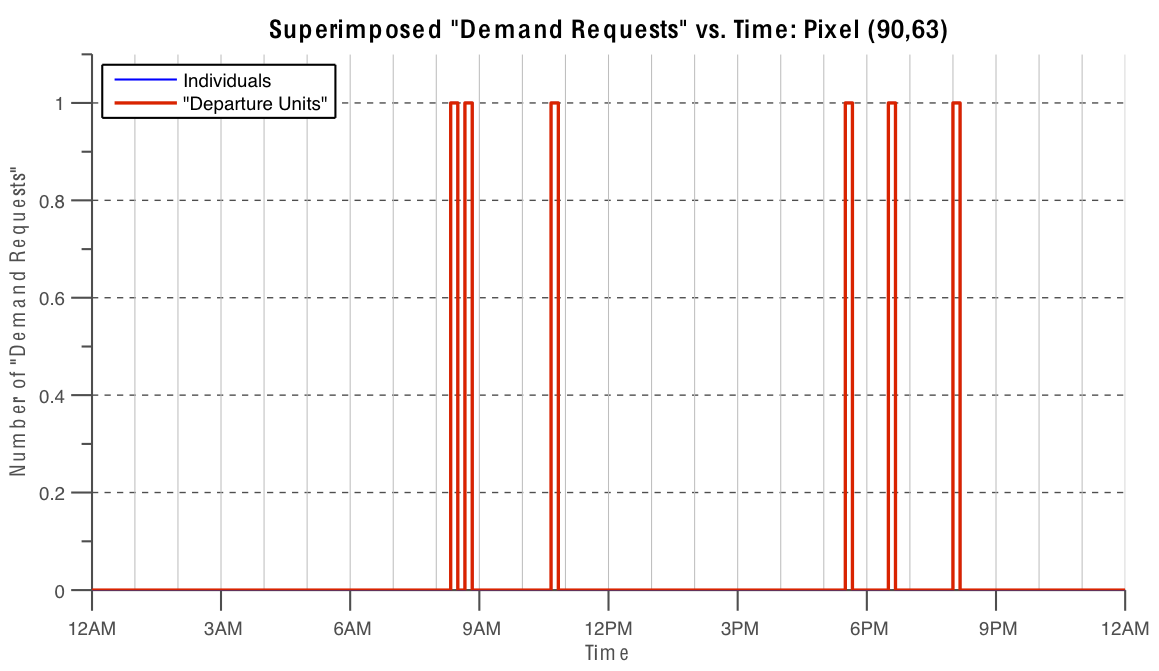 Superimposed "Demand Requests" vs. Time: Pixel (90,63)
Individuals
"Departure Units"
Number of "Demand Requests"
1
0.8
0.6
0.4
0.2
0
12AM 3AM 6AM 9AM 12PM 3PM 6PM 9PM 12AM
Time